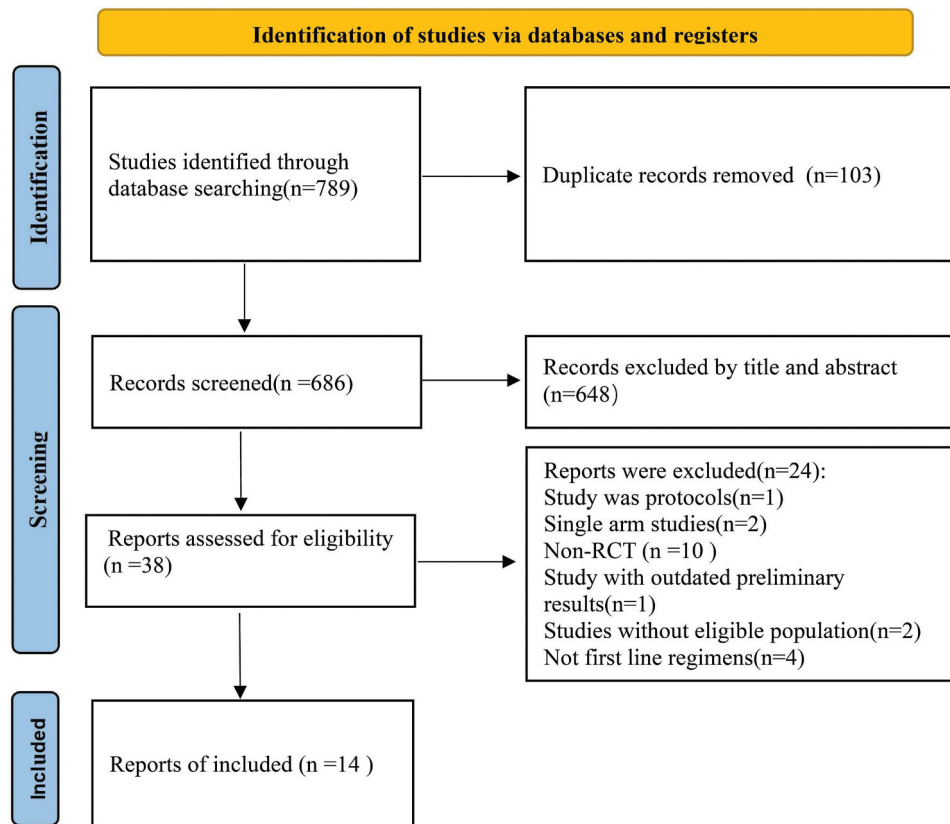 Identification of studies via databases and registers
Identification
Studies identified through
database searching(n=789)
Duplicate records removed (n=103)
Screening
Records screened(n =686)
Records excluded by title and abstract
(n=648)
Reports assessed for eligibility
(n =38)
Reports were excluded(n=24):
Study was protocols(n=1)
Single arm studies(n=2)
Non-RCT (n =10 )
Study with outdated preliminary
results(n=1)
Studies without eligible population(n=2)
Not first line regimens(n=4)
Included
Reports of included (n =14 )